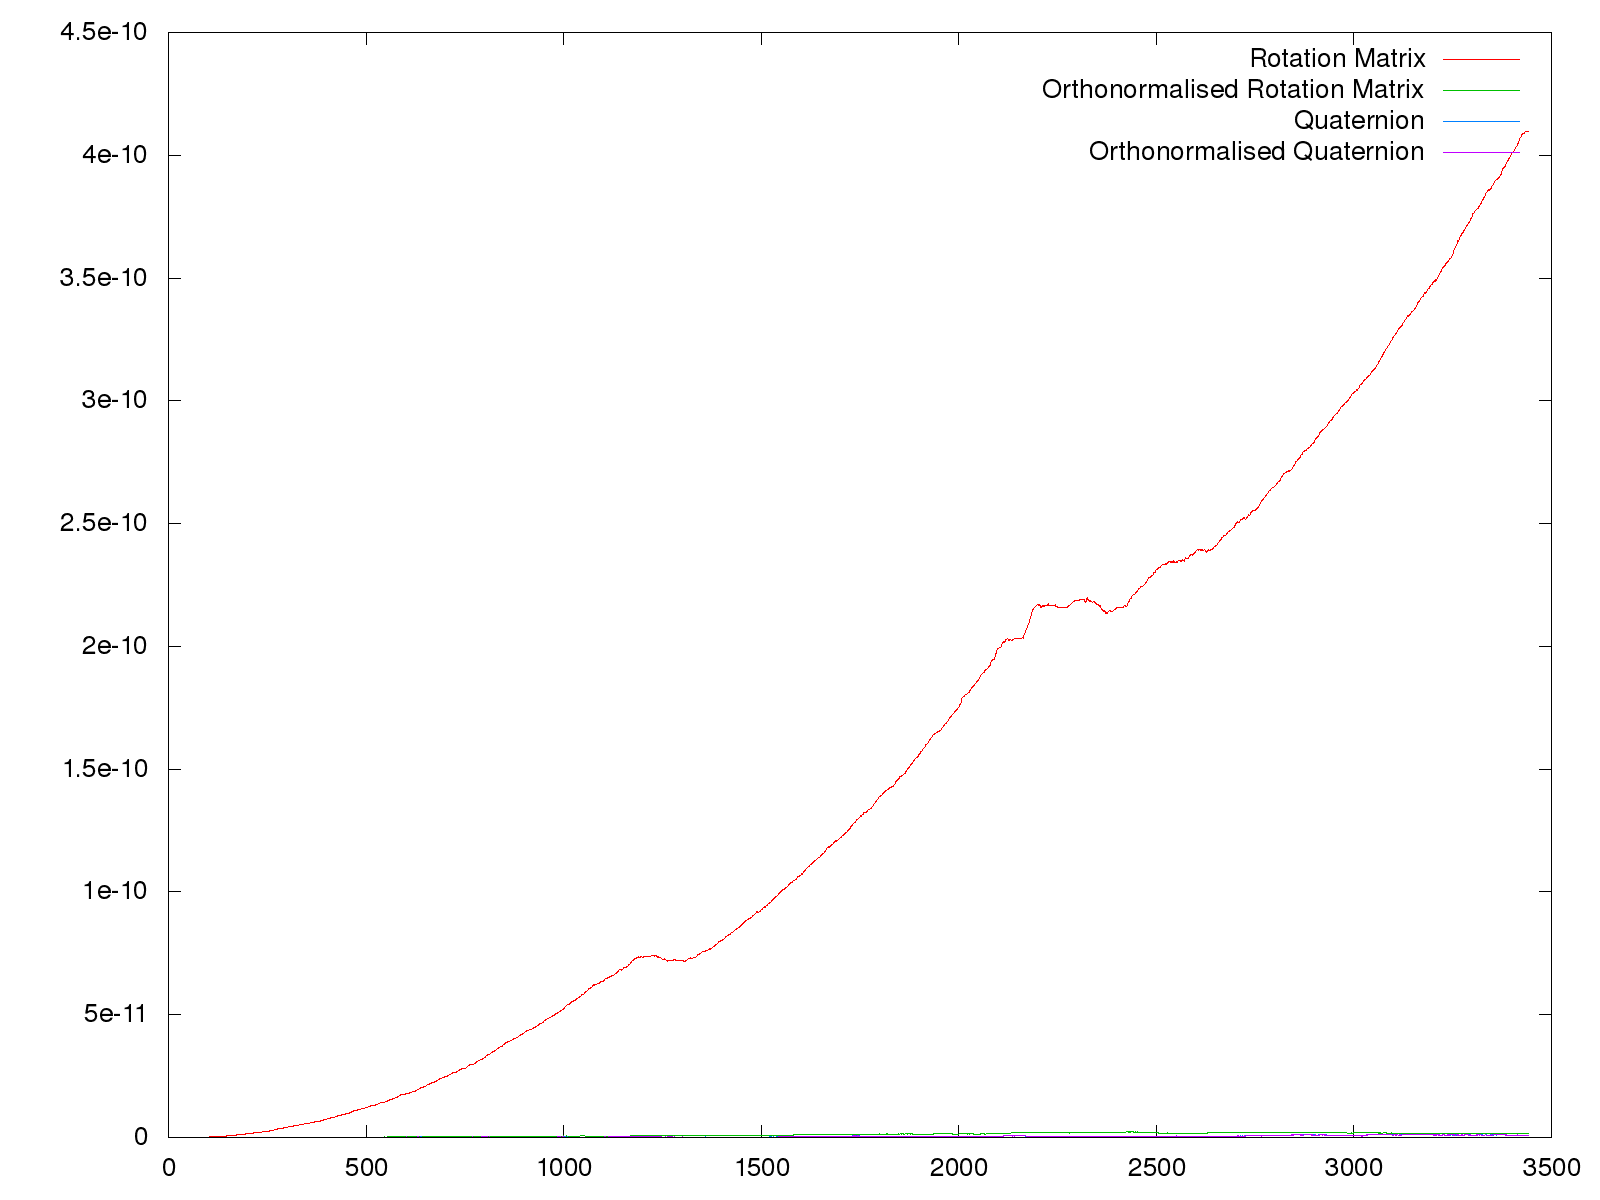 4.5e-10
4e-10
3.5e-10
3e-10
2.5e-10
2e-10
1.5e-10
1e-10
5e-11
0
0 500 1000 1500 2000 2500 3000 3500
Rotation Matrix
Orthonormalised Rotation Matrix
Quaternion
Orthonormalised Quaternion